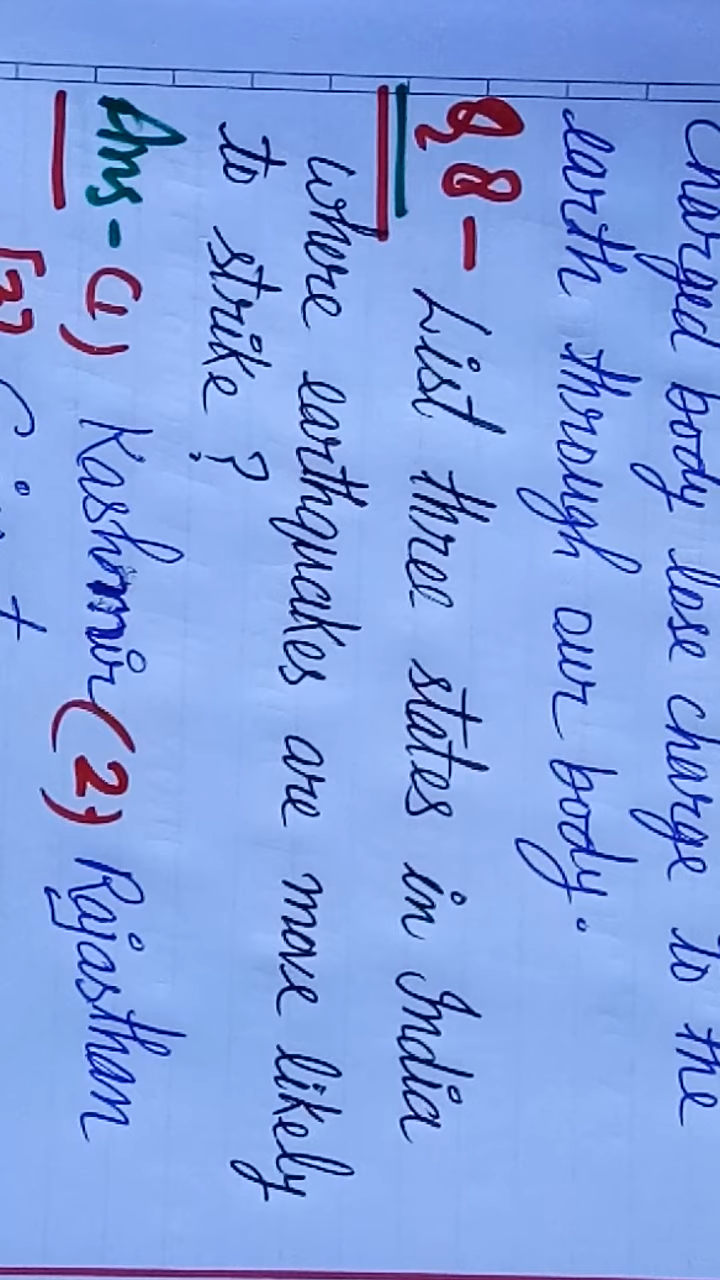 charged body lose charge to the
earth through our body.
Q8- List three states in India
where earthquakes are more likely
to strike?
Ans- (1) Kashmir (2) Rajasthan